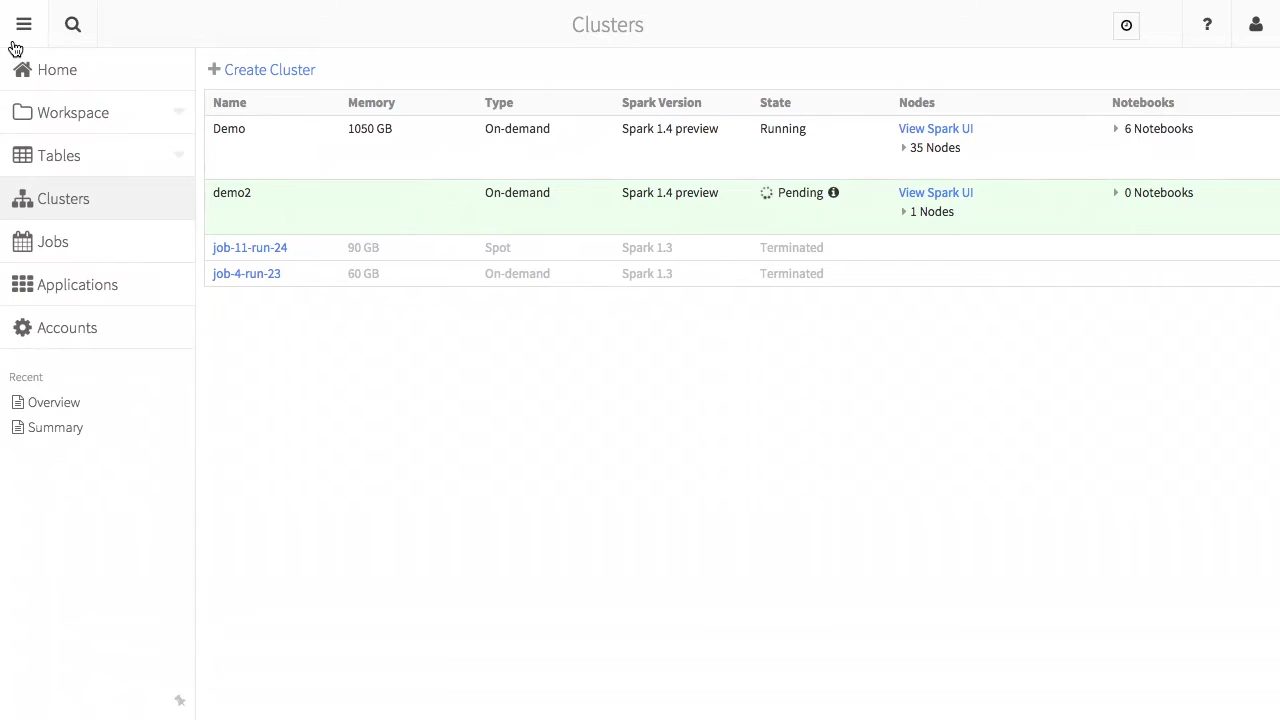 Clusters
?
Home
Workspace
Tables
Clusters
Jobs
Applications
Accounts
Recent
Overview
Summary
Create Cluster
Name Memory Type Spark Version State Nodes Notebooks
Demo 1050 GB On-demand Spark 1.4 preview Running View Spark UI 6 Notebooks
35 Nodes
demo2 On-demand Spark 1.4 preview Pending View Spark UI 0 Notebooks
1 Nodes
job-11-run-24 90 GB Spot Spark 1.3 Terminated
job-4-run-23 60 GB On-demand Spark 1.3 Terminated